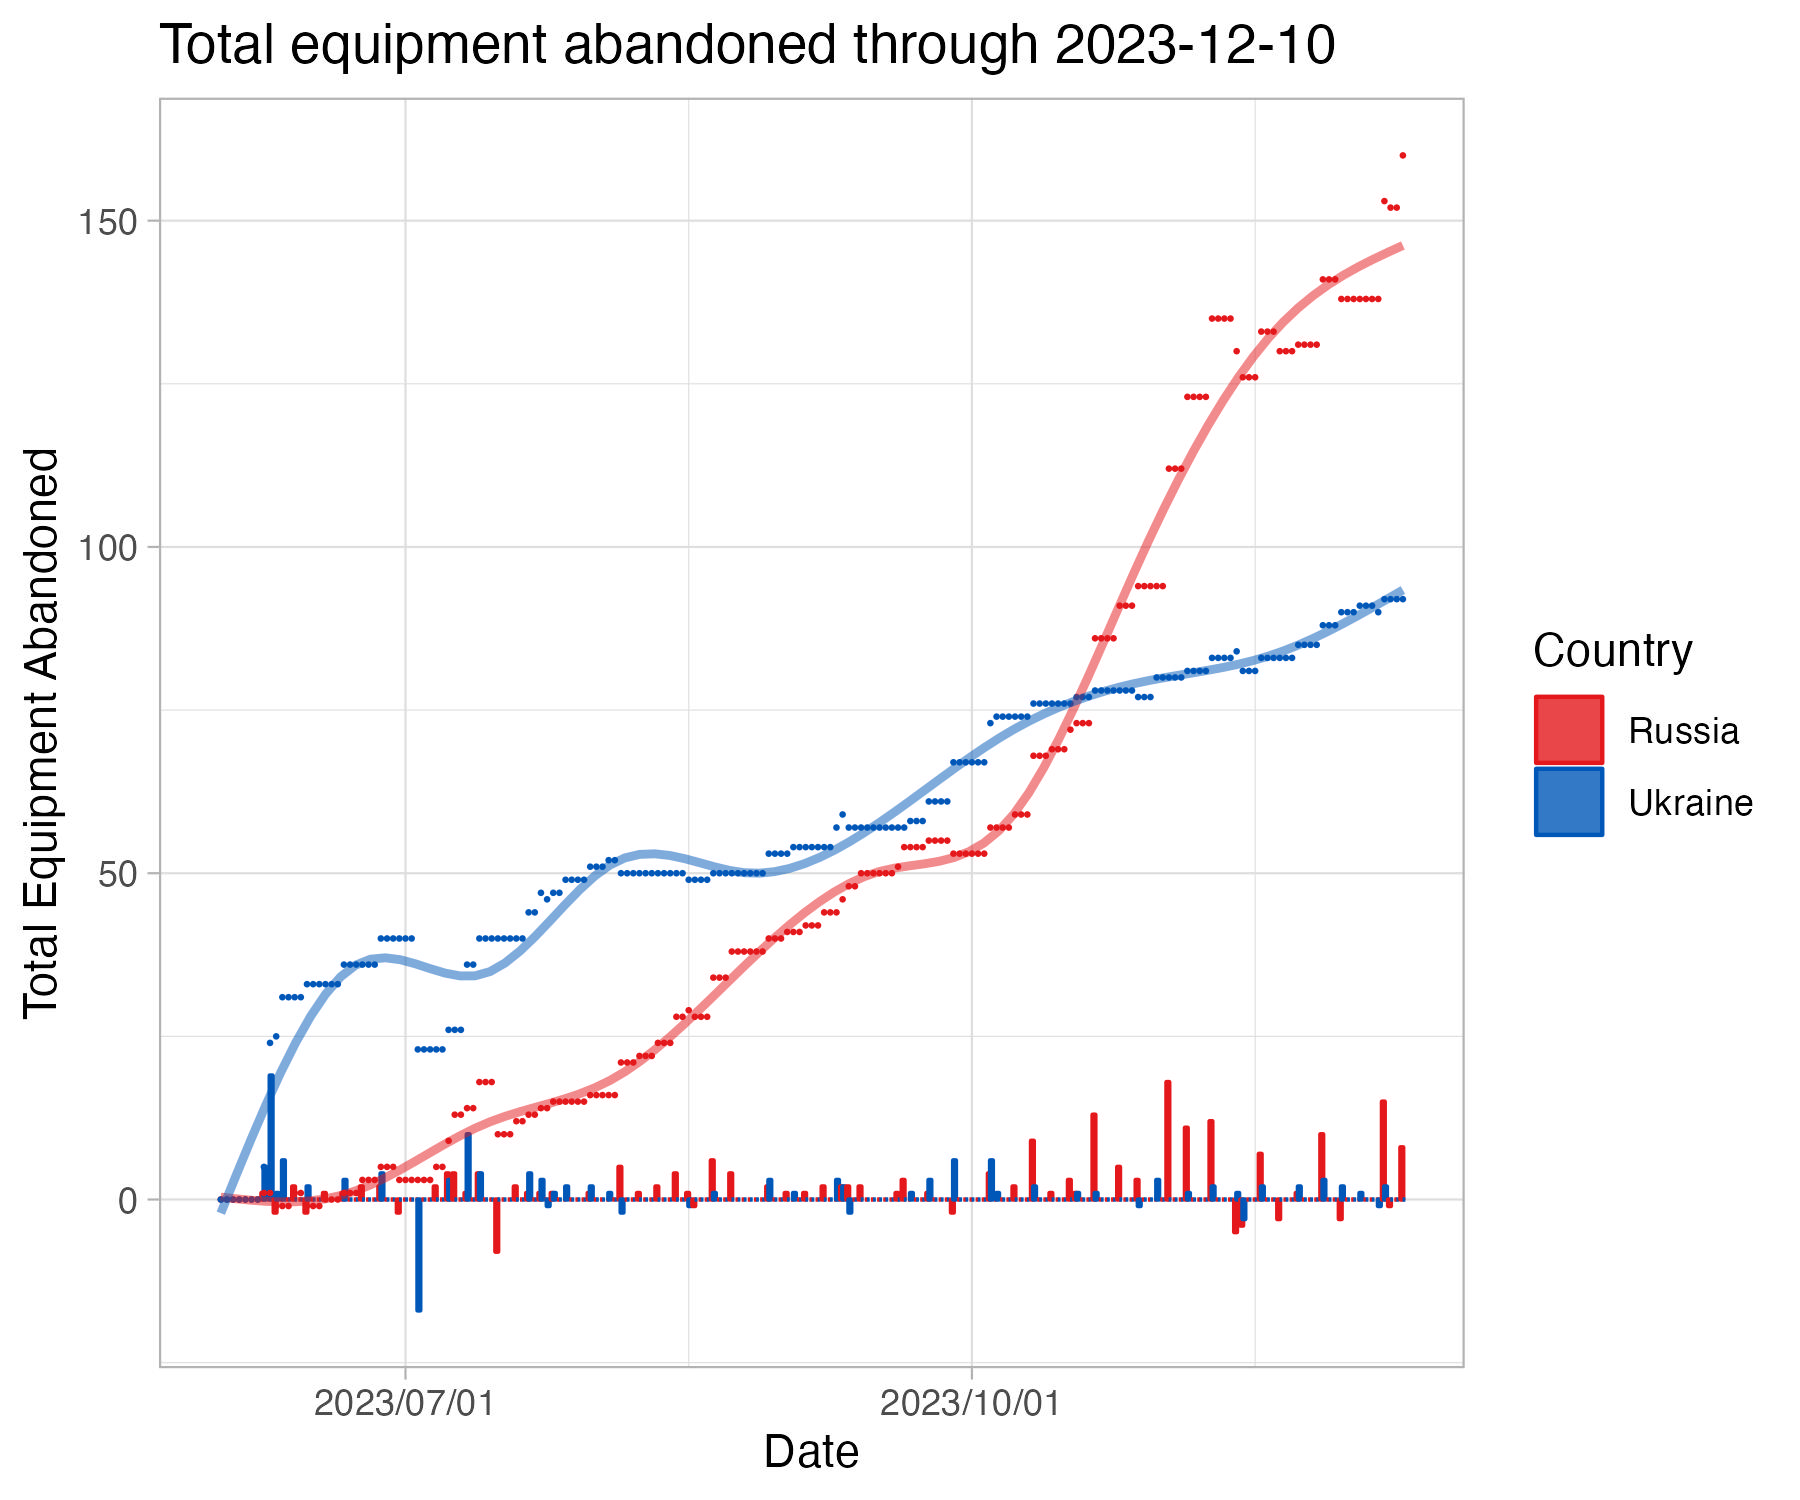 Total equipment abandoned through 2023-12-10
Total Equipment Abandoned
150
100
50
0
2023/07/01
2023/10/01
Date
Country
Russia
Ukraine